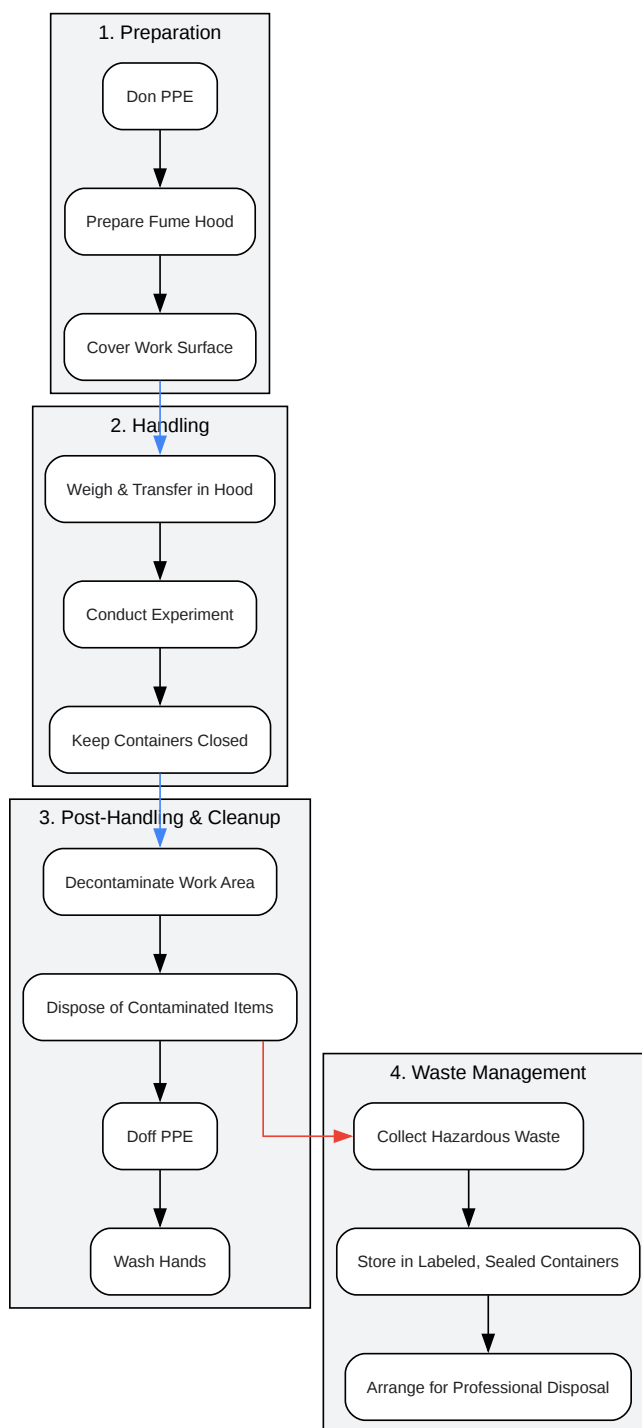 1. Preparation
Don PPE
Prepare Fume Hood
Cover Work Surface
2. Handling
Weigh & Transfer in Hood
Conduct Experiment
Keep Containers Closed
3. Post-Handling & Cleanup
Decontaminate Work Area
Dispose of Contaminated Items
Doff PPE
Wash Hands
4. Waste Management
Collect Hazardous Waste
Store in Labeled, Sealed Containers
Arrange for Professional Disposal